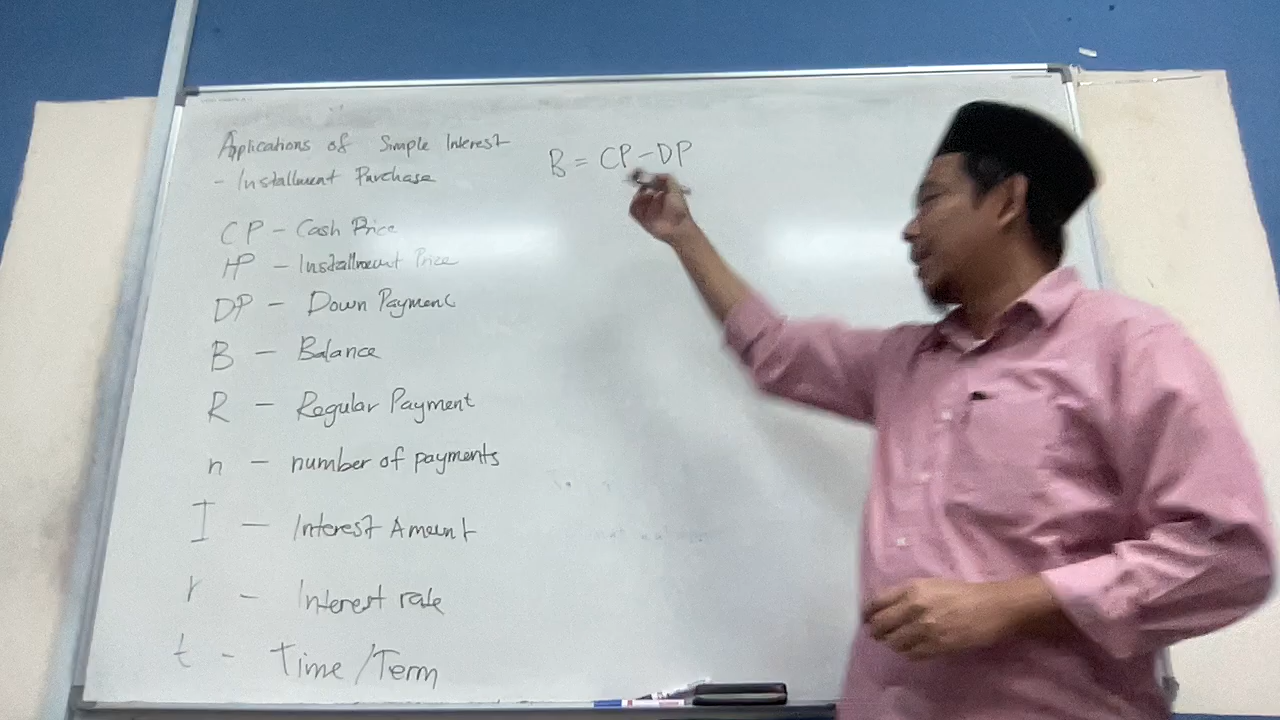 Applications of Simple Interest
- Installment Purchase
CP - Cash Price
IP - Installment Price
DP - Down Payment
B - Balance
R - Regular Payment
n - number of payments
I - Interest Amount
r - Interest rate
t - Time/Term
B = CP-DP